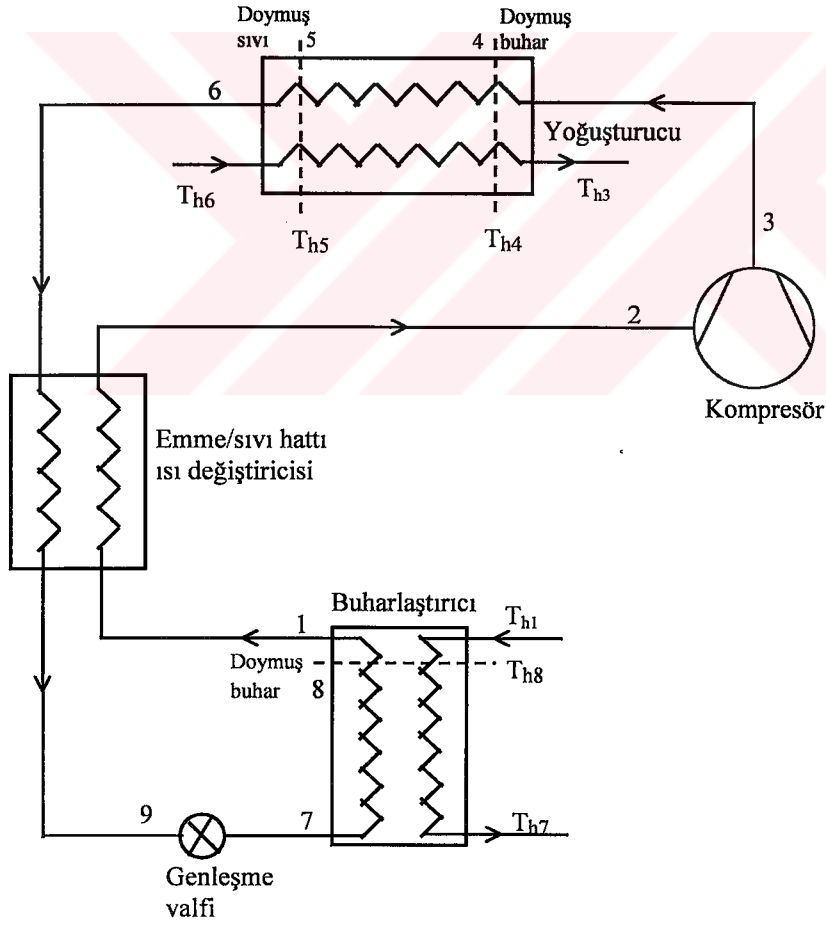 Doymuş
sıvı
5
4
Doymuş
buhar
6
Yoğuşturucu
Th6
Th3
Th5
Th4
3
2
Kompresör
Emme/sıvı hattı
ısı değiştiricisi
Buharlaştırıcı
1
Th1
Doymuş
buhar
8
Th8
9
7
Th7
Genleşme
valfi